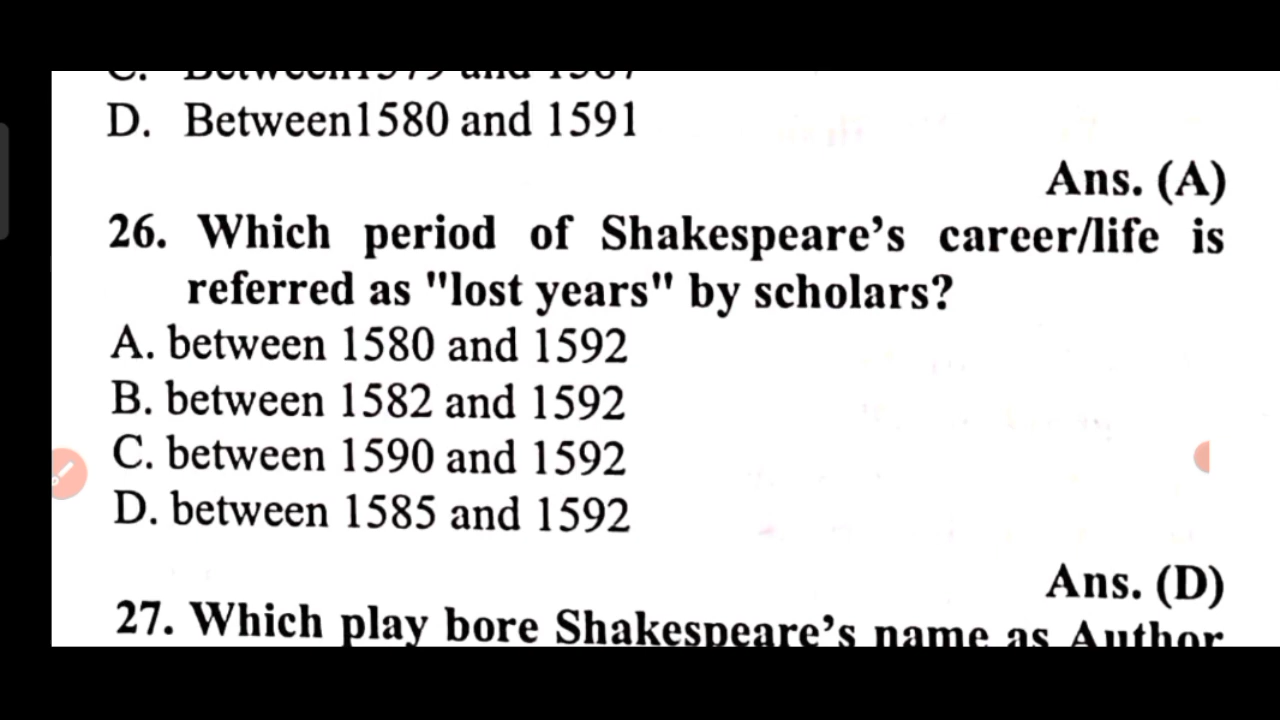 D. Between1580 and 1591
Ans. (A)
26. Which period of Shakespeare's career/life is
referred as "lost years" by scholars?
A. between 1580 and 1592
B. between 1582 and 1592
C. between 1590 and 1592
D. between 1585 and 1592
Ans. (D)
27. Which play bore Shakespeare's name as Author